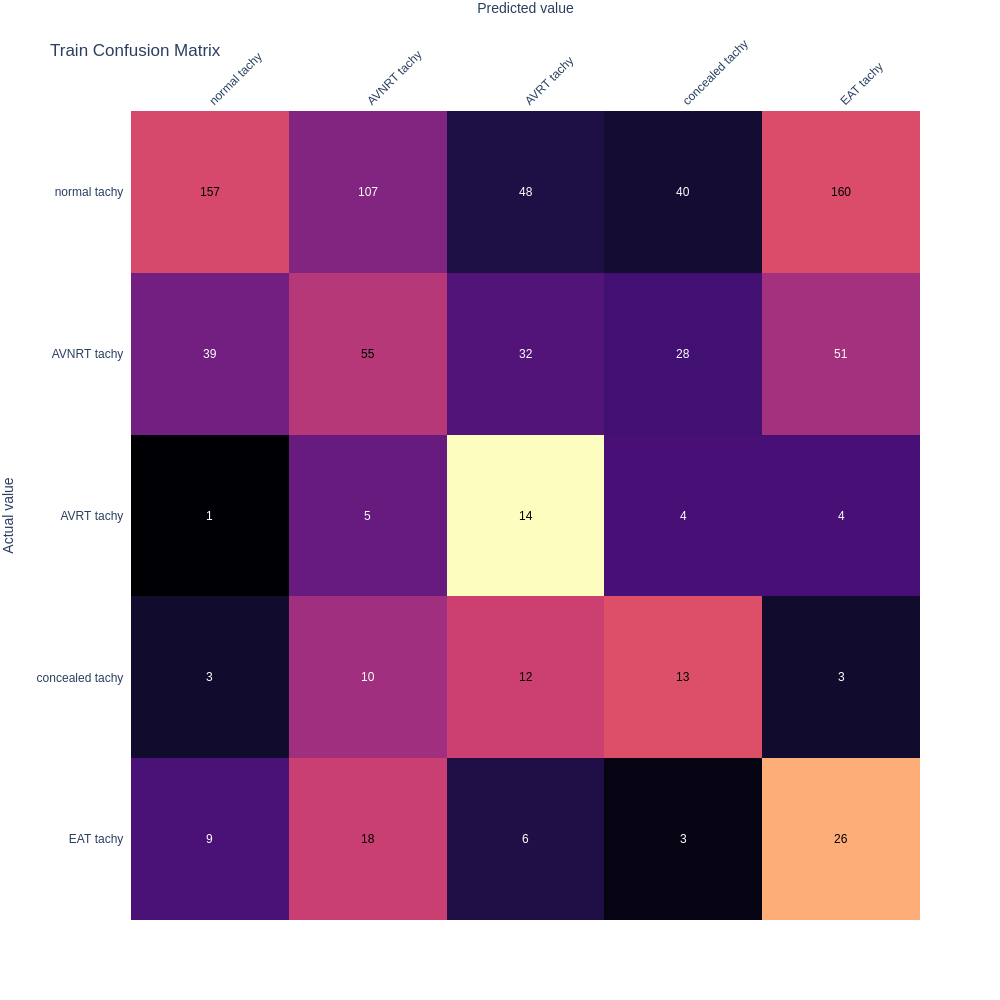 Predicted value
Train Confusion Matrix
normal tachy
AVNRT tachy
AVRT tachy
concealed tachy
EAT tachy
normal tachy 157 107 48 40 160
AVNRT tachy 39 55 32 28 51
AVRT tachy 1 5 14 4 4
concealed tachy 3 10 12 13 3
EAT tachy 9 18 6 3 26
Actual value